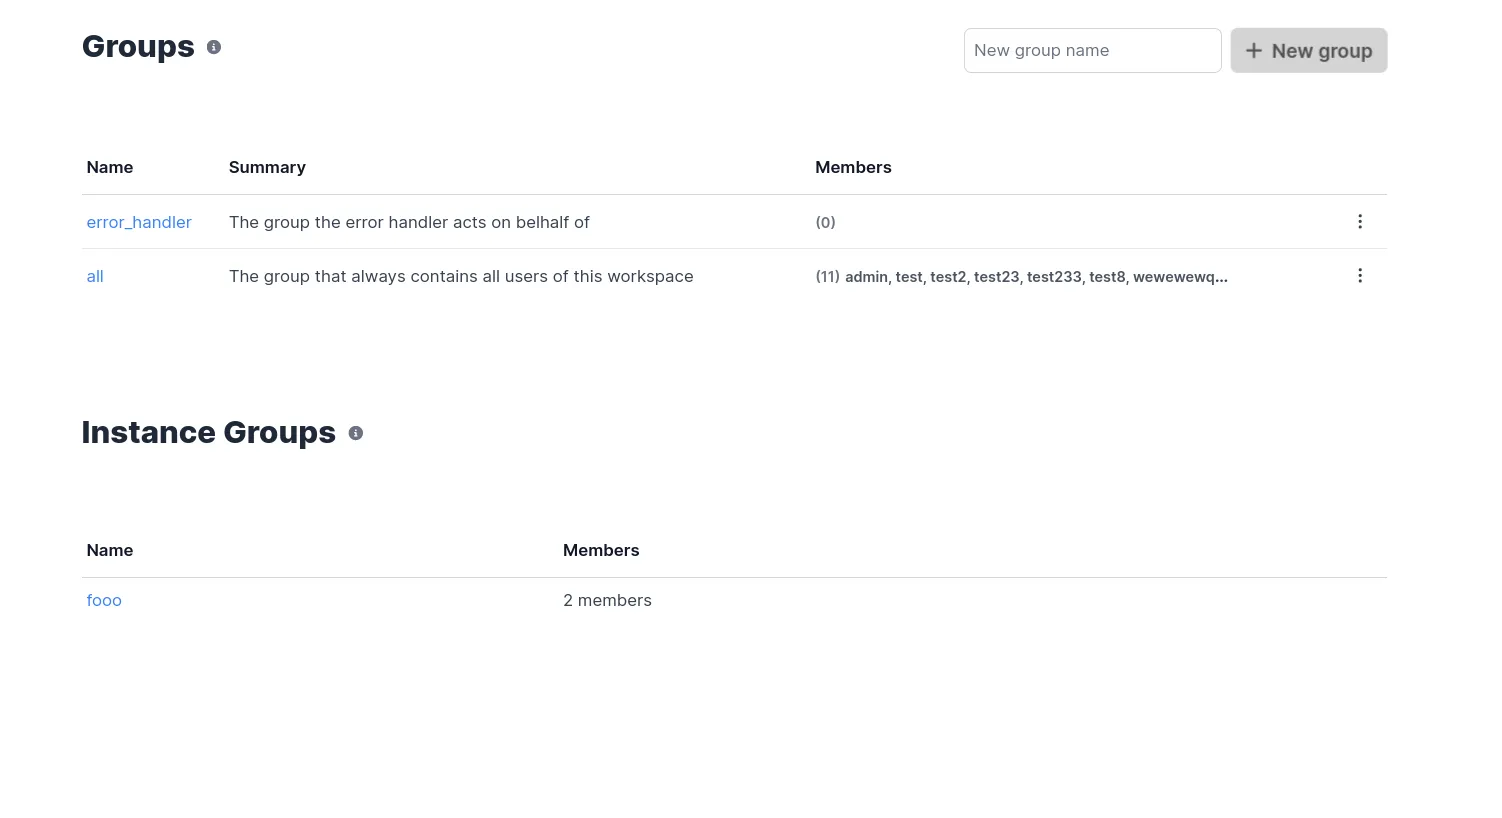 Groups
New group name
+ New group
Name Summary Members
error_handler The group the error handler acts on belhalf of (0)
all The group that always contains all users of this workspace (11) admin, test, test2, test23, test233, test8, wewewewq...
Instance Groups
Name Members
fooo 2 members